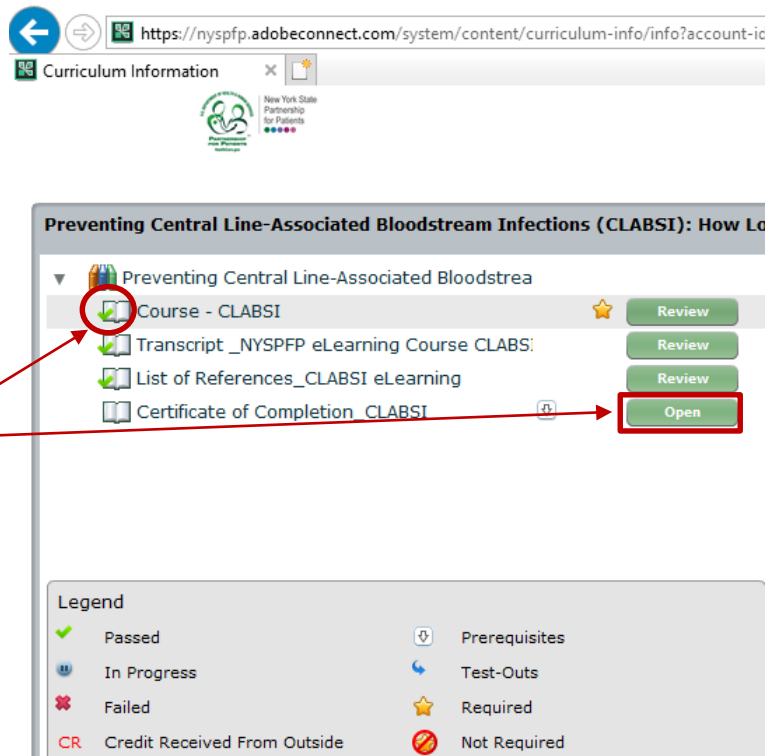 https://nyspfp.adobeconnect.com/system/content/curriculum-info/info?account-id
Curriculum Information
New York State
Partnership
for Patients
Preventing Central Line-Associated Bloodstream Infections (CLABSI): How Lo
Preventing Central Line-Associated Bloodstrea
Course - CLABSI Review
Transcript _NYSPFP eLearning Course CLABS: Review
List of References_CLABSI eLearning Review
Certificate of Completion_CLABSI Open
Legend
Passed Prerequisites
In Progress Test-Outs
Failed Required
CR Credit Received From Outside Not Required